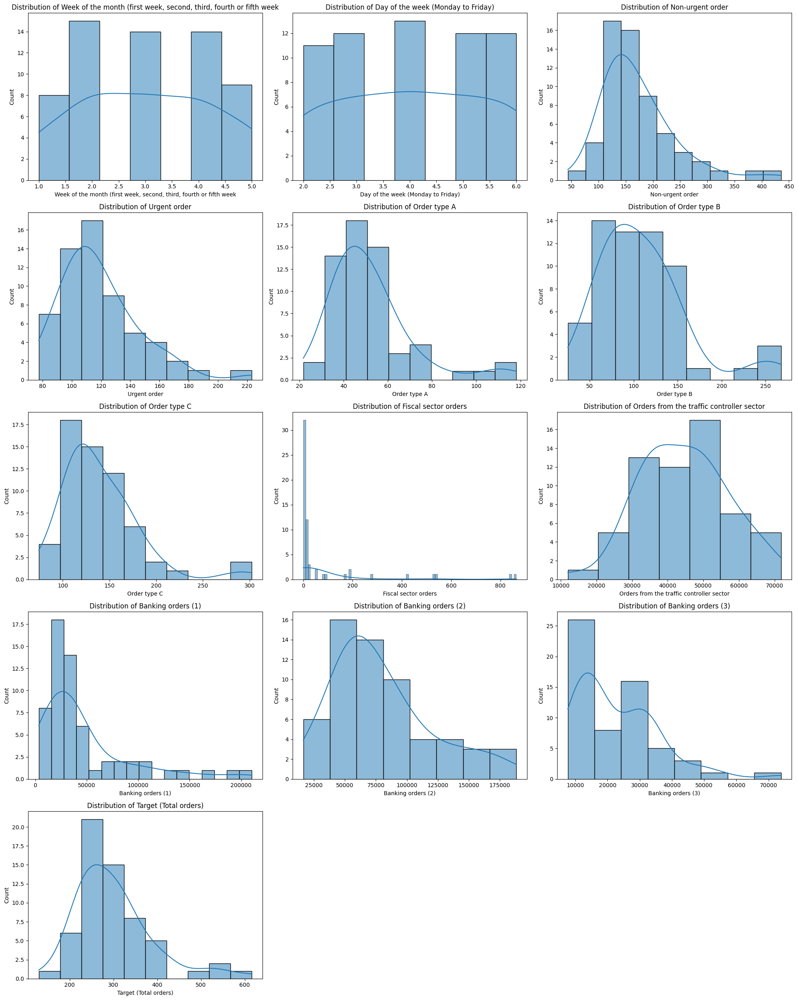 Distribution of Week of the month (first week, second, third, fourth or fifth week
14
12
10
8
6
4
2
0
Count
1.0 1.5 2.0 2.5 3.0 3.5 4.0 4.5 5.0
Week of the month (first week, second, third, fourth or fifth week
Distribution of Day of the week (Monday to Friday)
12
10
8
6
4
2
0
Count
2.0 2.5 3.0 3.5 4.0 4.5 5.0 5.5 6.0
Day of the week (Monday to Friday)
Distribution of Non-urgent order
16
14
12
10
8
6
4
2
0
Count
50 100 150 200 250 300 350 400 450
Non-urgent order
Distribution of Urgent order
16
14
12
10
8
6
4
2
0
Count
80 100 120 140 160 180 200 220
Urgent order
Distribution of Order type A
17.5
15.0
12.5
10.0
7.5
5.0
2.5
0.0
Count
20 40 60 80 100 120
Order type A
Distribution of Order type B
14
12
10
8
6
4
2
0
Count
50 100 150 200 250
Order type B
Distribution of Order type C
17.5
15.0
12.5
10.0
7.5
5.0
2.5
0.0
Count
100 150 200 250 300
Order type C
Distribution of Fiscal sector orders
30
25
20
15
10
5
0
Count
0 200 400 600 800
Fiscal sector orders
Distribution of Orders from the traffic controller sector
16
14
12
10
8
6
4
2
0
Count
10000 20000 30000 40000 50000 60000 70000
Orders from the traffic controller sector
Distribution of Banking orders (1)
17.5
15.0
12.5
10.0
7.5
5.0
2.5
0.0
Count
0 50000 100000 150000 200000
Banking orders (1)
Distribution of Banking orders (2)
16
14
12
10
8
6
4
2
0
Count
25000 50000 75000 100000 125000 150000 175000
Banking orders (2)
Distribution of Banking orders (3)
25
20
15
10
5
0
Count
10000 20000 30000 40000 50000 60000 70000
Banking orders (3)
Distribution of Target (Total orders)
20.0
17.5
15.0
12.5
10.0
7.5
5.0
2.5
0.0
Count
200 300 400 500 600
Target (Total orders)